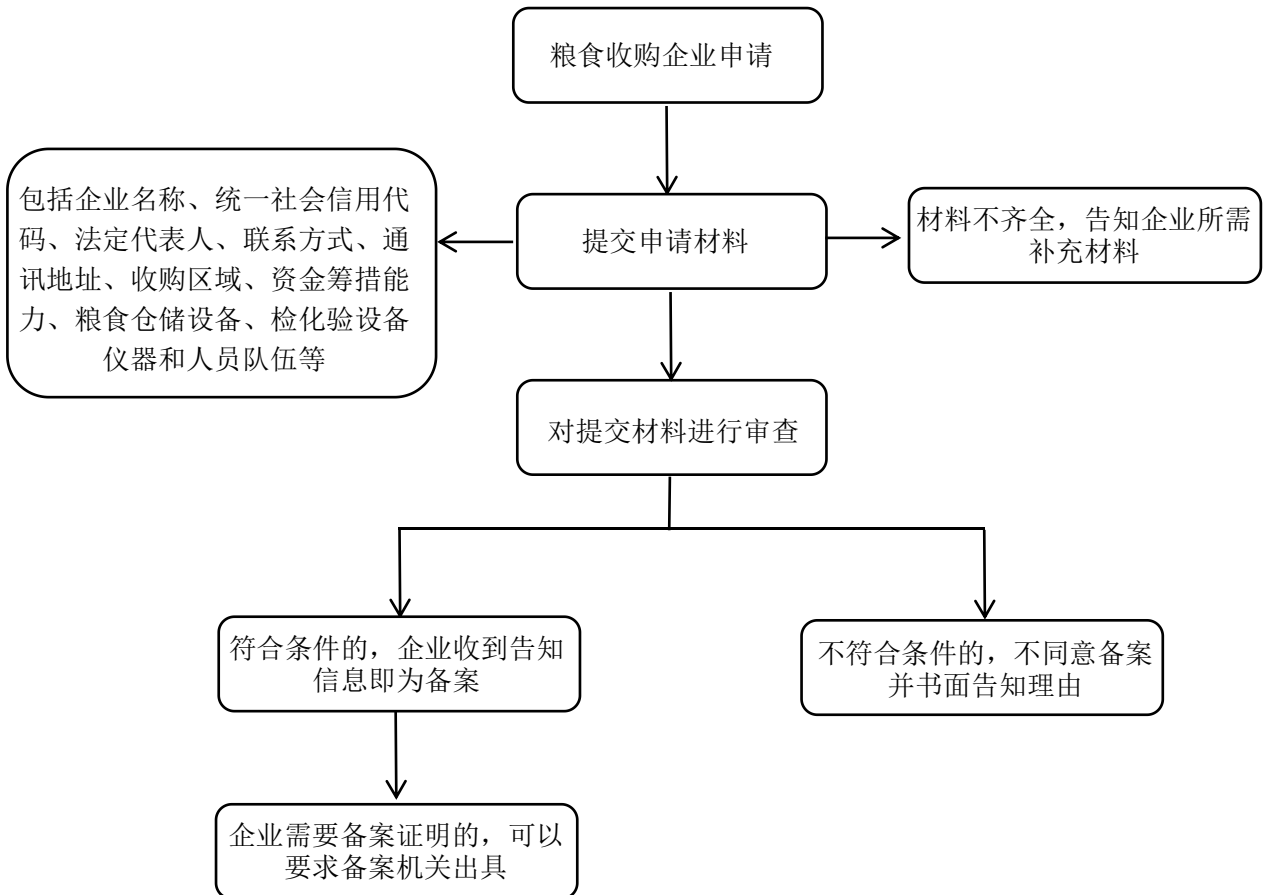 粮食收购企业申请
包括企业名称、统一社会信用代
码、法定代表人、联系方式、通
讯地址、收购区域、资金筹措能
力、粮食仓储设备、检化验设备
仪器和人员队伍等
提交申请材料
材料不齐全，告知企业所需
补充材料
对提交材料进行审查
符合条件的，企业收到告知
信息即为备案
不符合条件的，不同意备案
并书面告知理由
企业需要备案证明的，可以
要求备案机关出具